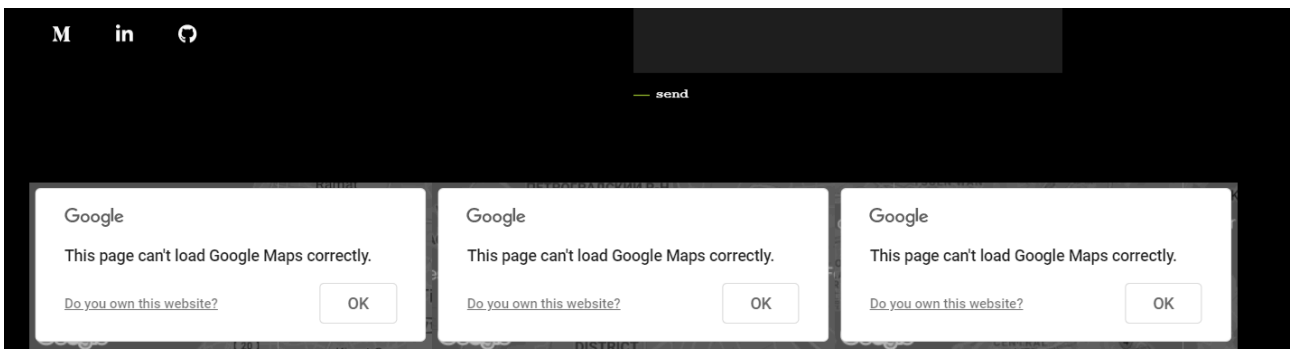 M in
send
Google
This page can't load Google Maps correctly.
Do you own this website? OK
Google
This page can't load Google Maps correctly.
Do you own this website? OK
Google
This page can't load Google Maps correctly.
Do you own this website? OK
DISTRICT
CENTRAL